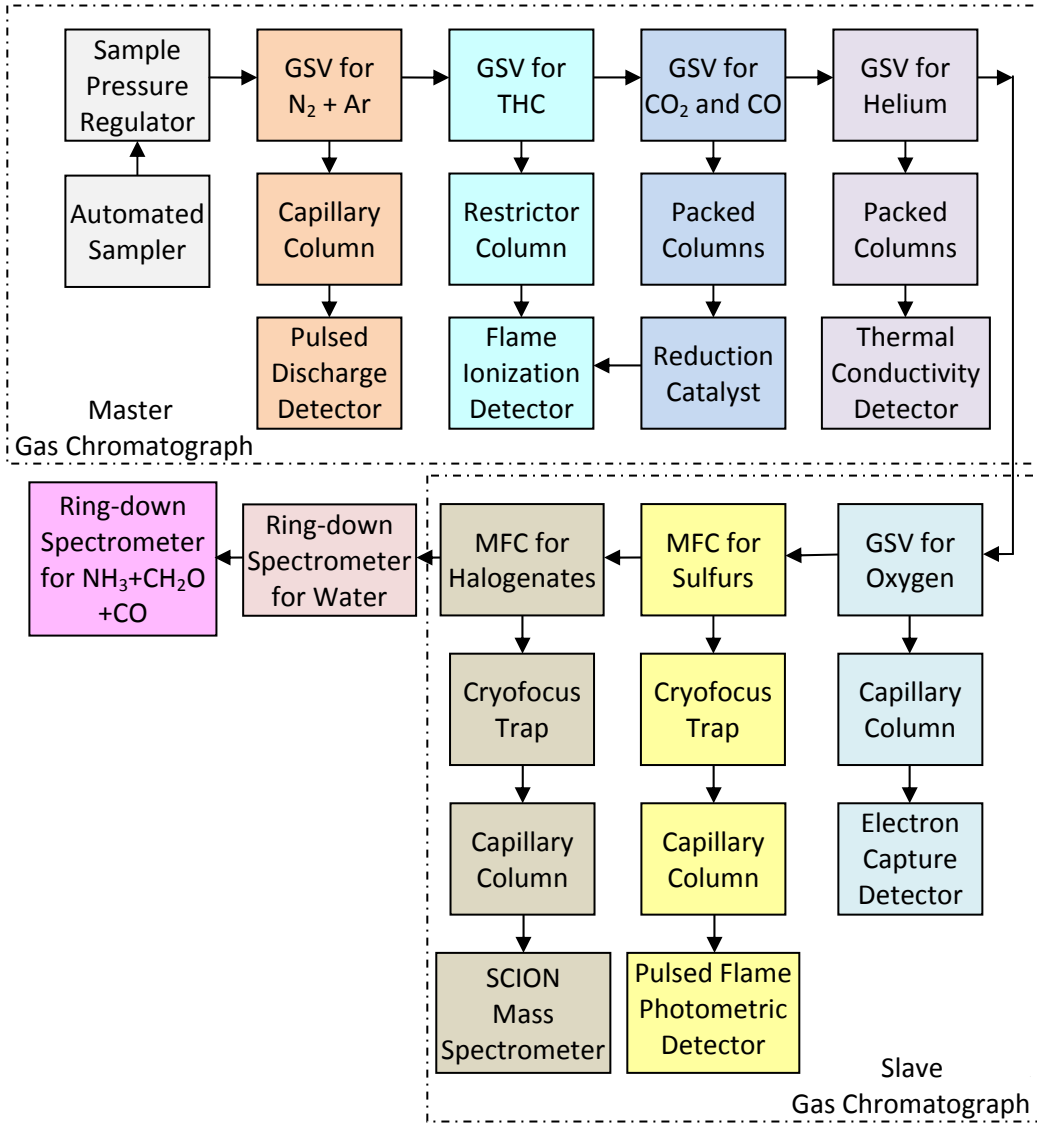 Sample
Pressure
Regulator
GSV for
N₂ + Ar
GSV for
THC
GSV for
CO₂ and CO
GSV for
Helium
Automated
Sampler
Capillary
Column
Restrictor
Column
Packed
Columns
Packed
Columns
Pulsed
Discharge
Detector
Flame
Ionization
Detector
Reduction
Catalyst
Thermal
Conductivity
Detector
Master
Gas Chromatograph
Ring-down
Spectrometer
for NH₃+CH₂O
+CO
Ring-down
Spectrometer
for Water
MFC for
Halogenates
MFC for
Sulfurs
GSV for
Oxygen
Cryofocus
Trap
Cryofocus
Trap
Capillary
Column
Capillary
Column
Capillary
Column
Electron
Capture
Detector
SCION
Mass
Spectrometer
Pulsed Flame
Photometric
Detector
Slave
Gas Chromatograph